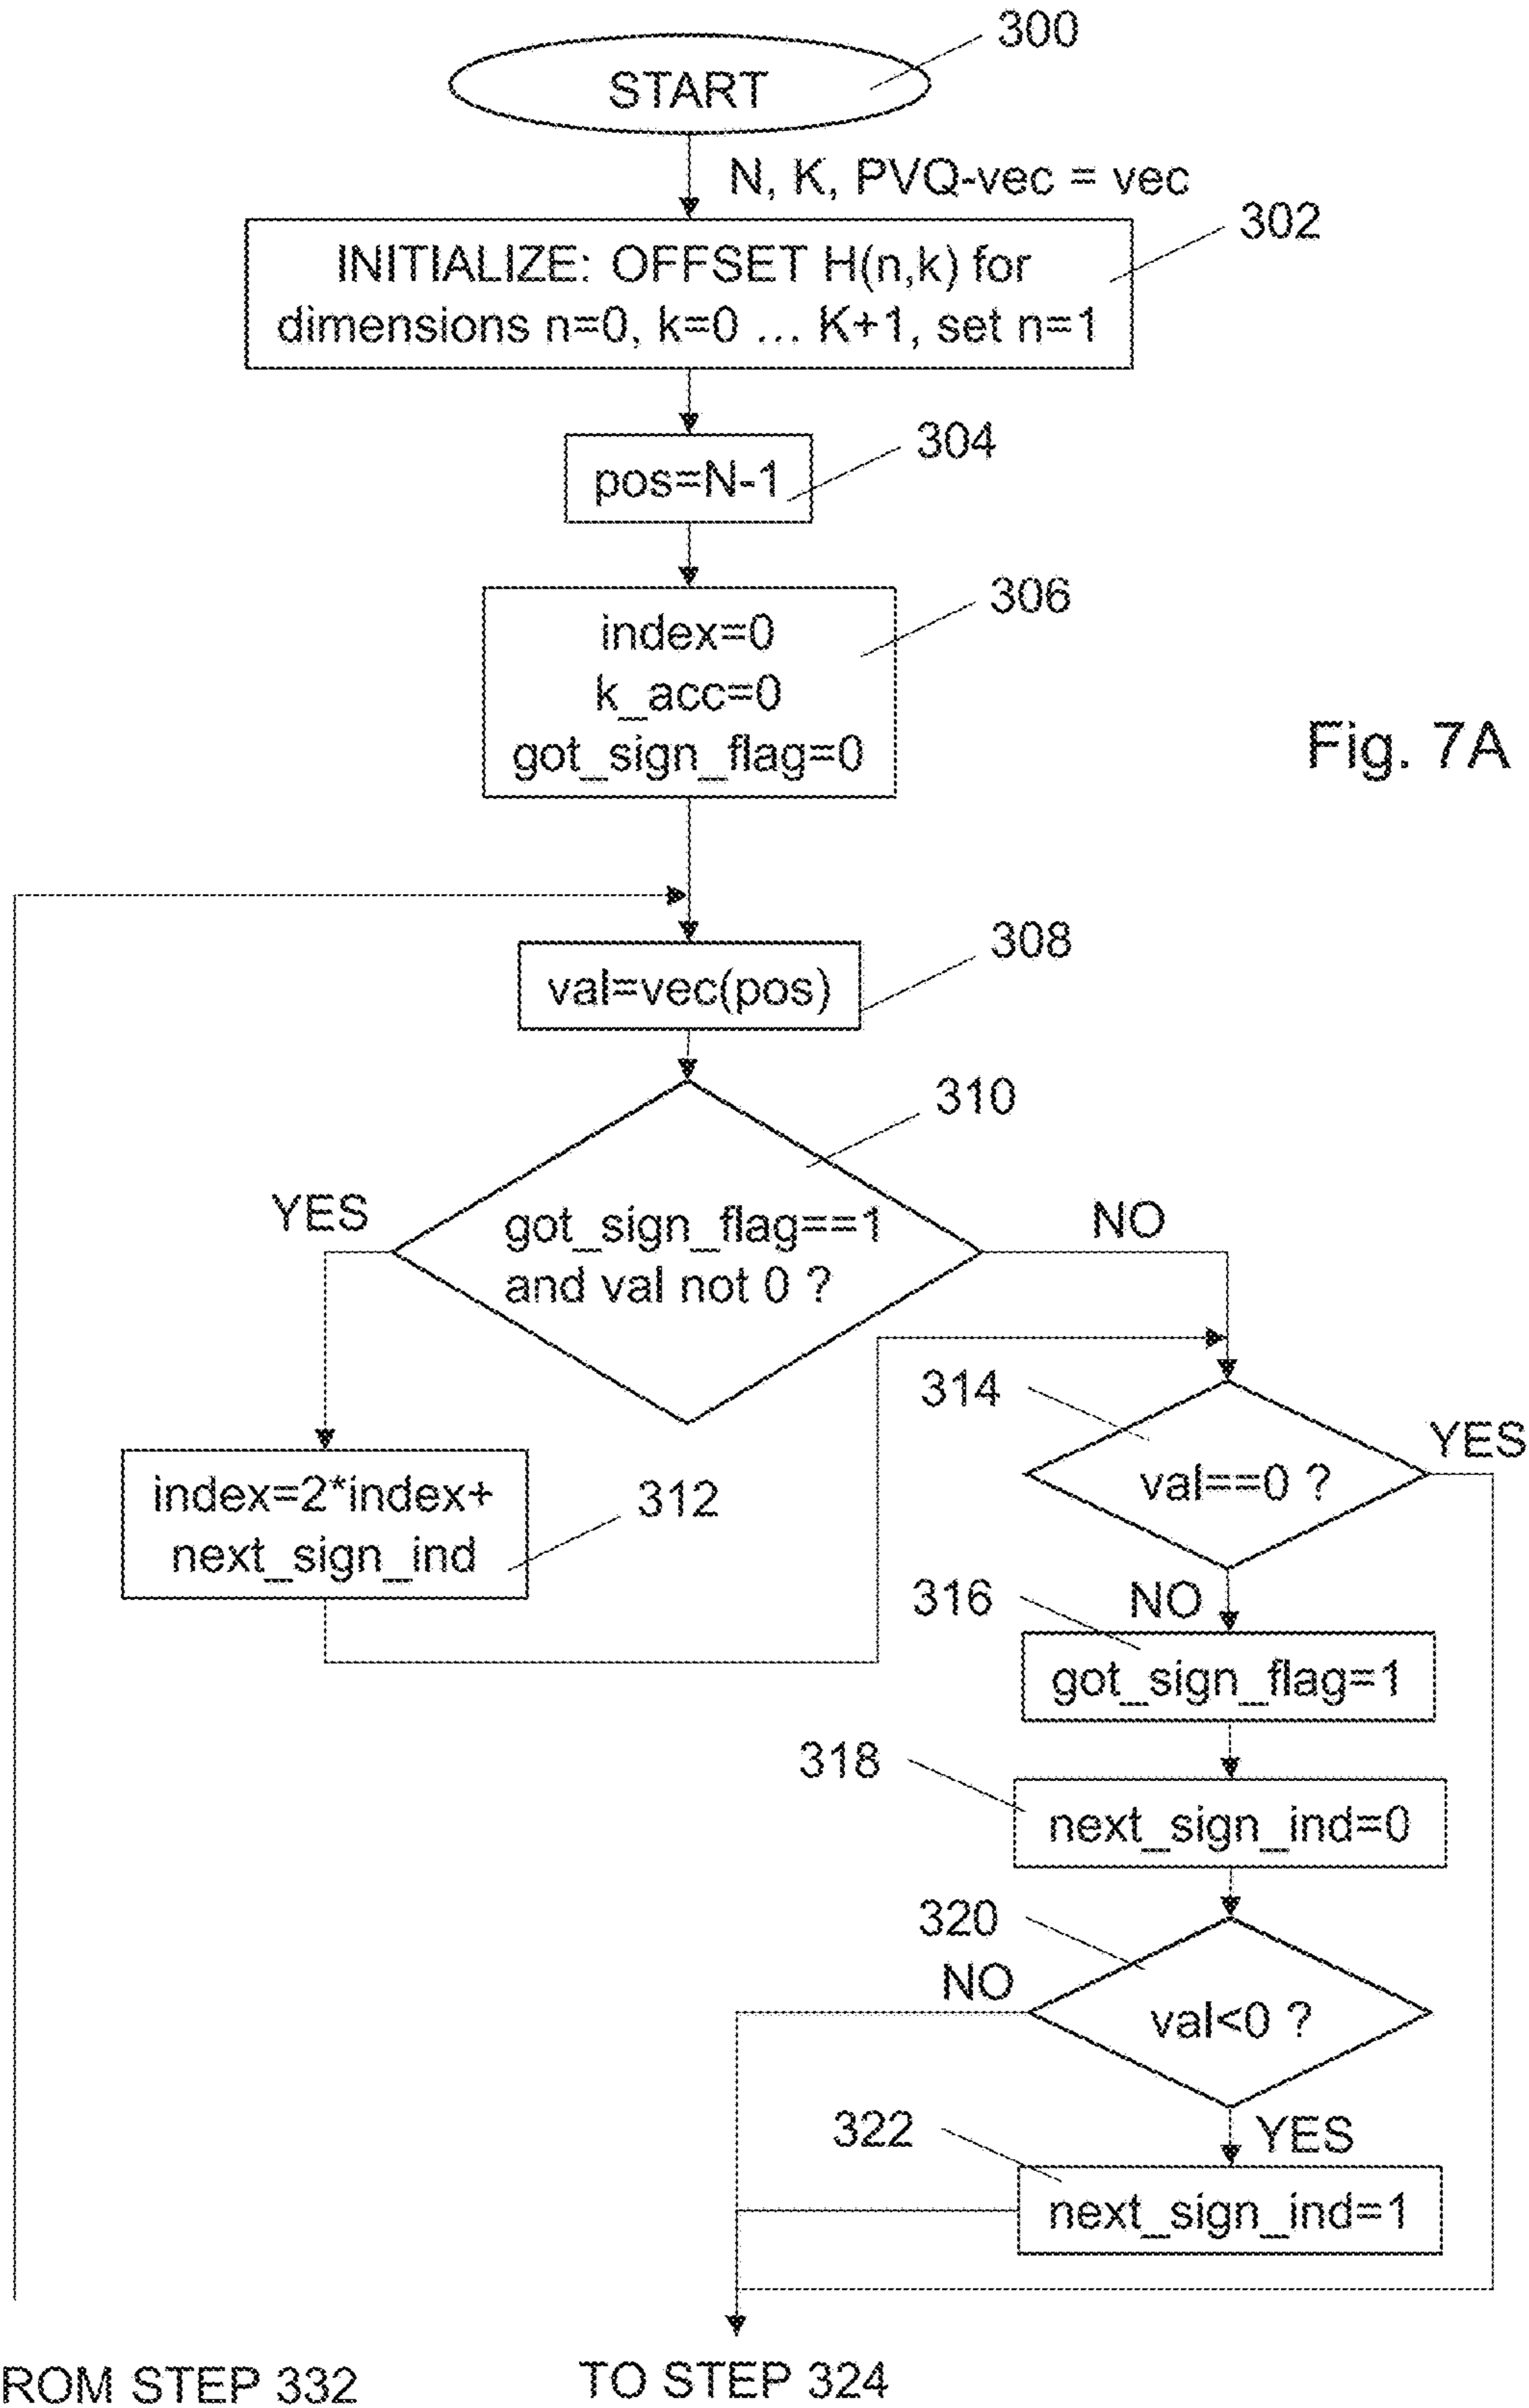 300
START
N, K, PVQ-vec = vec
302
INITIALIZE: OFFSET H(n,k) for
dimensions n=0, k=0 ... K+1, set n=1
304
pos=N-1
306
index=0
k_acc=0
got_sign_flag=0
Fig. 7A
308
val=vec(pos)
310
YES
got_sign_flag==1
and val not 0 ?
NO
314
YES
val==0 ?
index=2*index+
next_sign_ind
312
316
NO
got_sign_flag=1
318
next_sign_ind=0
320
NO
val<0 ?
322
YES
next_sign_ind=1
ROM STEP 332
TO STEP 324